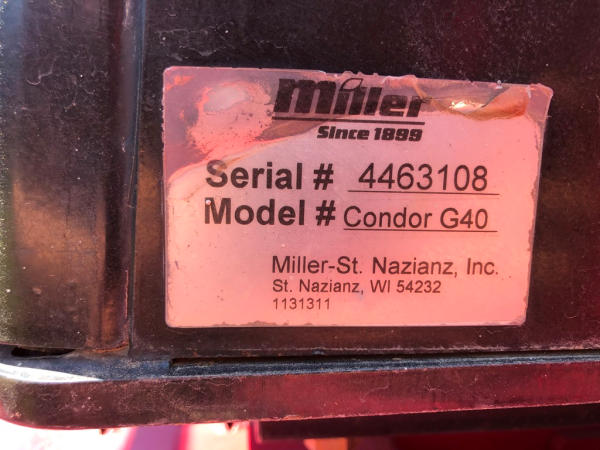 Miller
Since 1899
Serial # 4463108
Model # Condor G40
Miller-St. Nazianz, Inc.
St. Nazianz, WI 54232
1131311